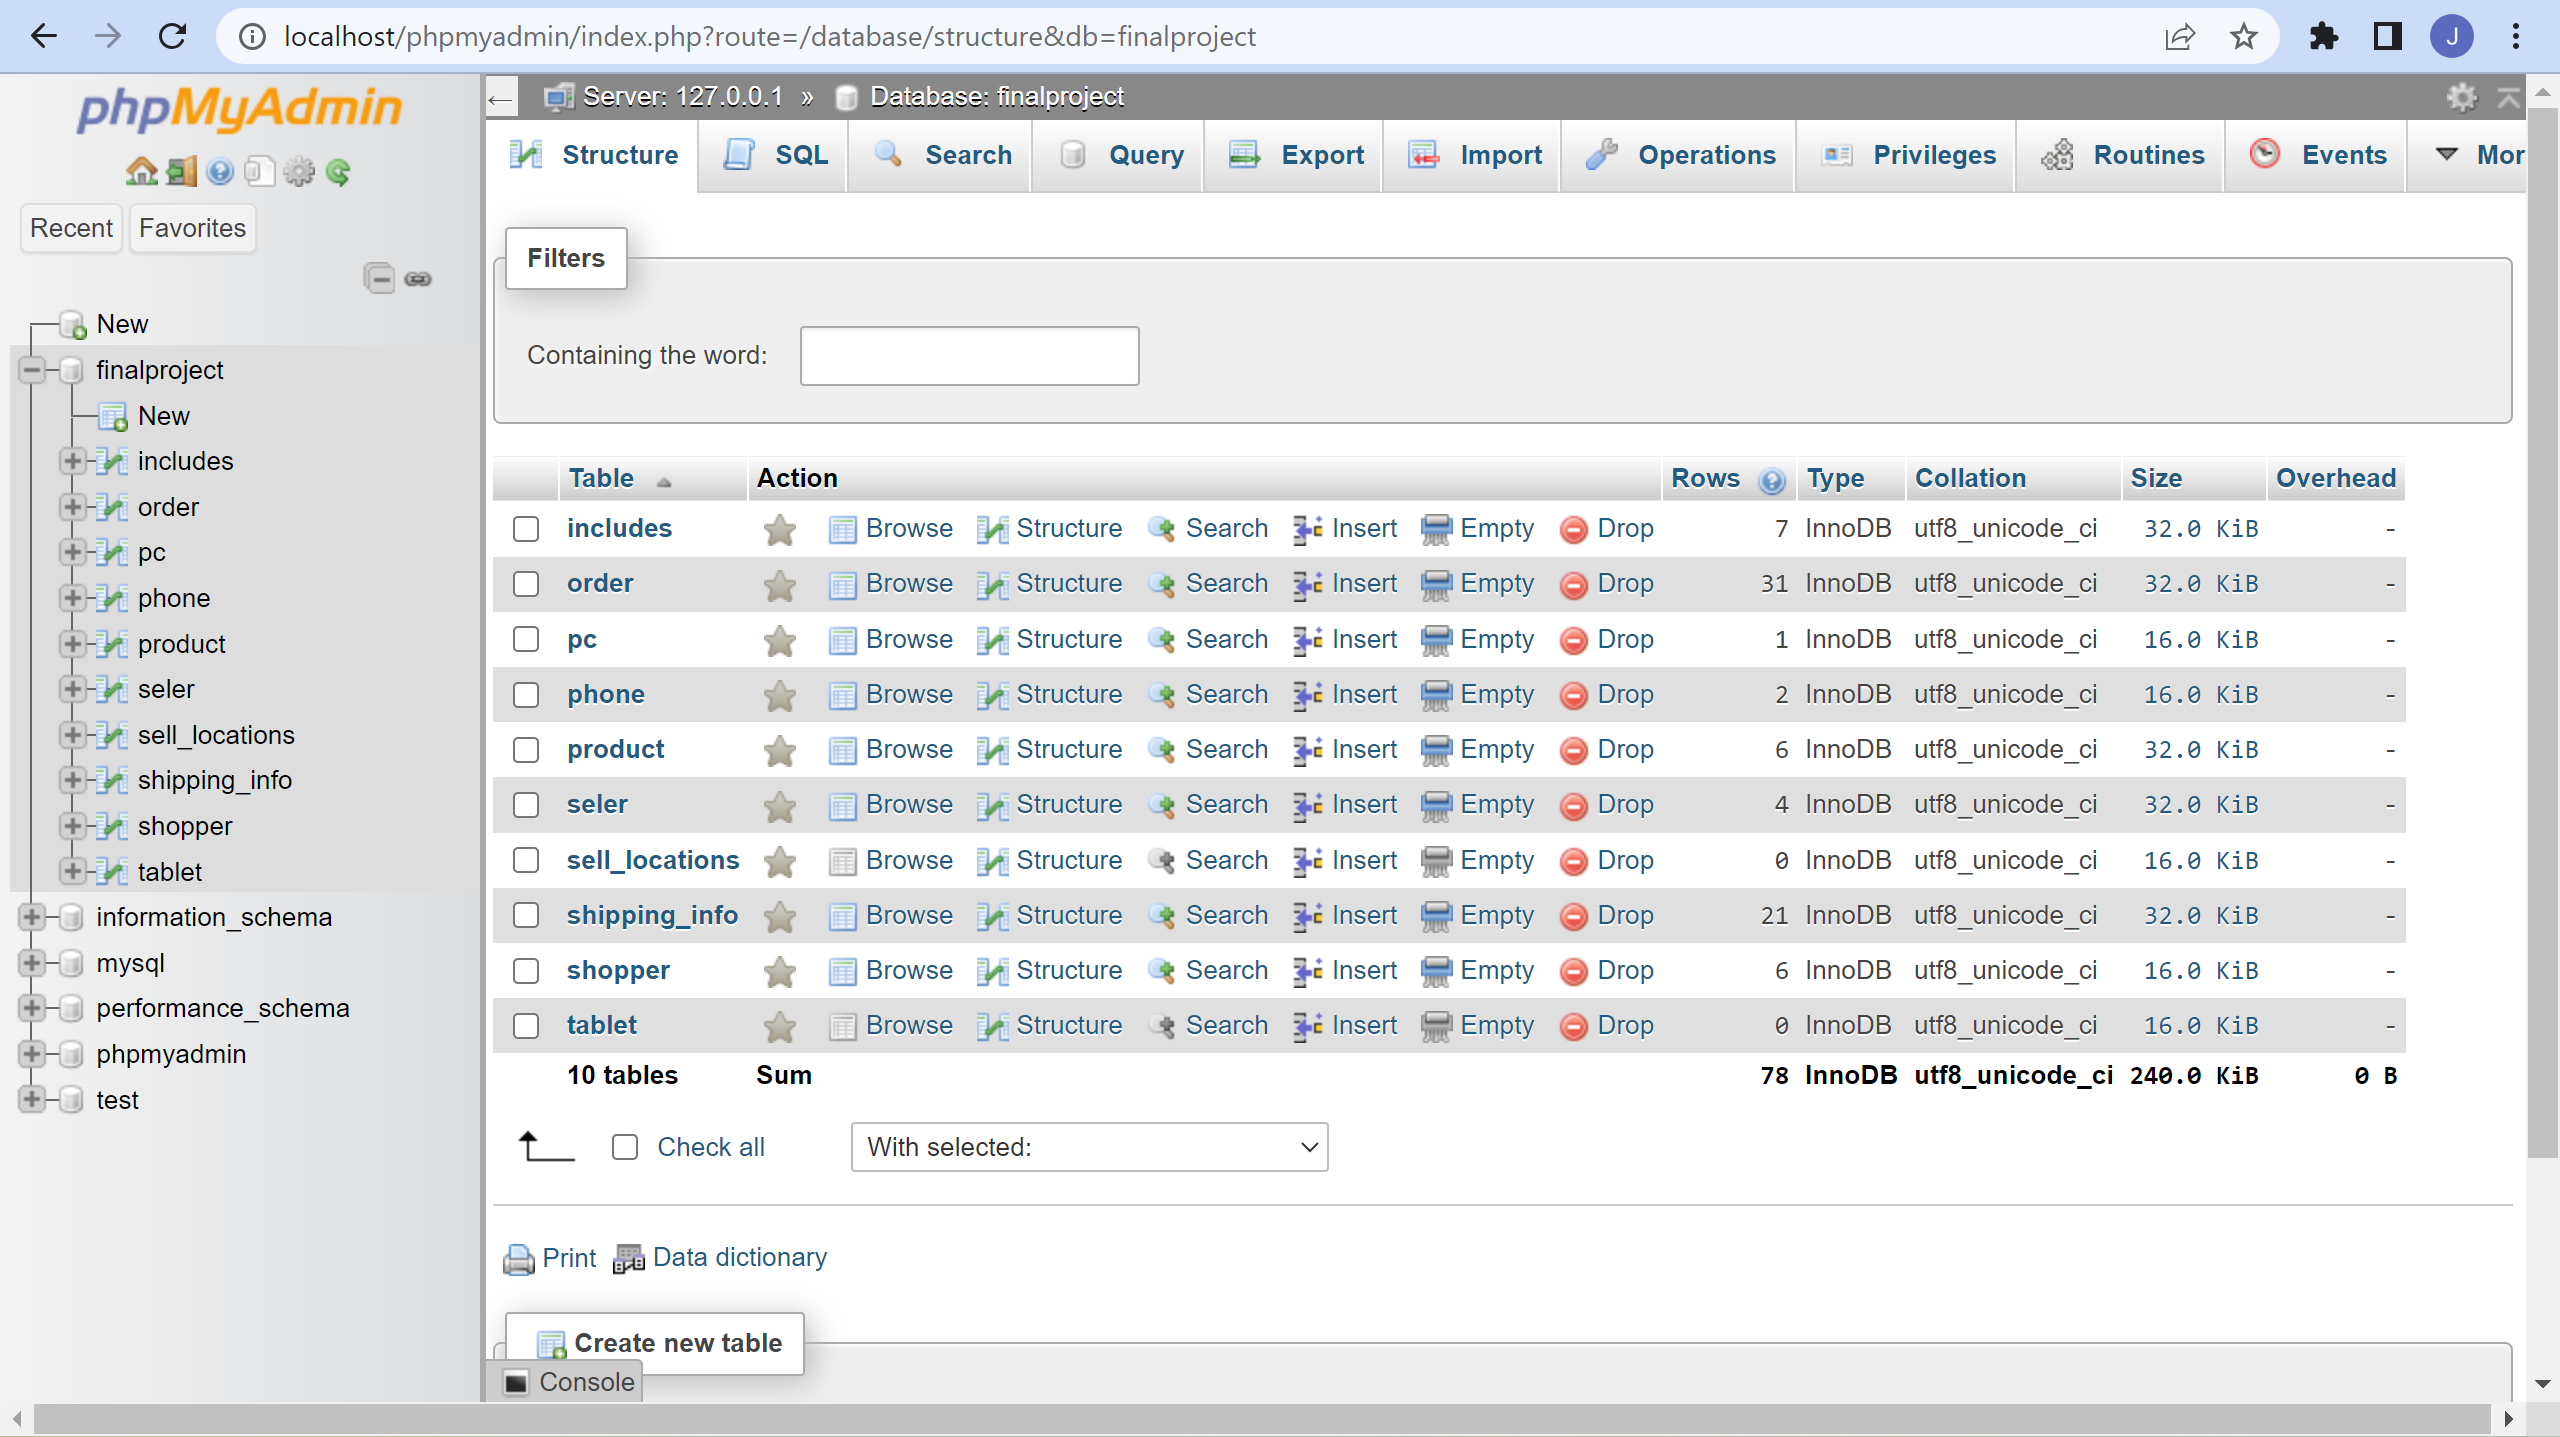 localhost/phpmyadmin/index.php?route=/database/structure&db=finalproject
J
phpMyAdmin
Recent Favorites
New
finalproject
New
includes
order
pc
phone
product
seler
sell_locations
shipping_info
shopper
tablet
information_schema
mysql
performance_schema
phpmyadmin
test
Server: 127.0.0.1 » Database: finalproject
Structure SQL Search Query Export Import Operations Privileges Routines Events Mor
Filters
Containing the word:
Table Action Rows Type Collation Size Overhead
includes Browse Structure Search Insert Empty Drop 7 InnoDB utf8_unicode_ci 32.0 KiB -
order Browse Structure Search Insert Empty Drop 31 InnoDB utf8_unicode_ci 32.0 KiB -
pc Browse Structure Search Insert Empty Drop 1 InnoDB utf8_unicode_ci 16.0 KiB -
phone Browse Structure Search Insert Empty Drop 2 InnoDB utf8_unicode_ci 16.0 KiB -
product Browse Structure Search Insert Empty Drop 6 InnoDB utf8_unicode_ci 32.0 KiB -
seler Browse Structure Search Insert Empty Drop 4 InnoDB utf8_unicode_ci 32.0 KiB -
sell_locations Browse Structure Search Insert Empty Drop 0 InnoDB utf8_unicode_ci 16.0 KiB -
shipping_info Browse Structure Search Insert Empty Drop 21 InnoDB utf8_unicode_ci 32.0 KiB -
shopper Browse Structure Search Insert Empty Drop 6 InnoDB utf8_unicode_ci 16.0 KiB -
tablet Browse Structure Search Insert Empty Drop 0 InnoDB utf8_unicode_ci 16.0 KiB -
10 tables Sum 78 InnoDB utf8_unicode_ci 240.0 KiB 0 B
Check all With selected:
Print Data dictionary
Create new table
Console